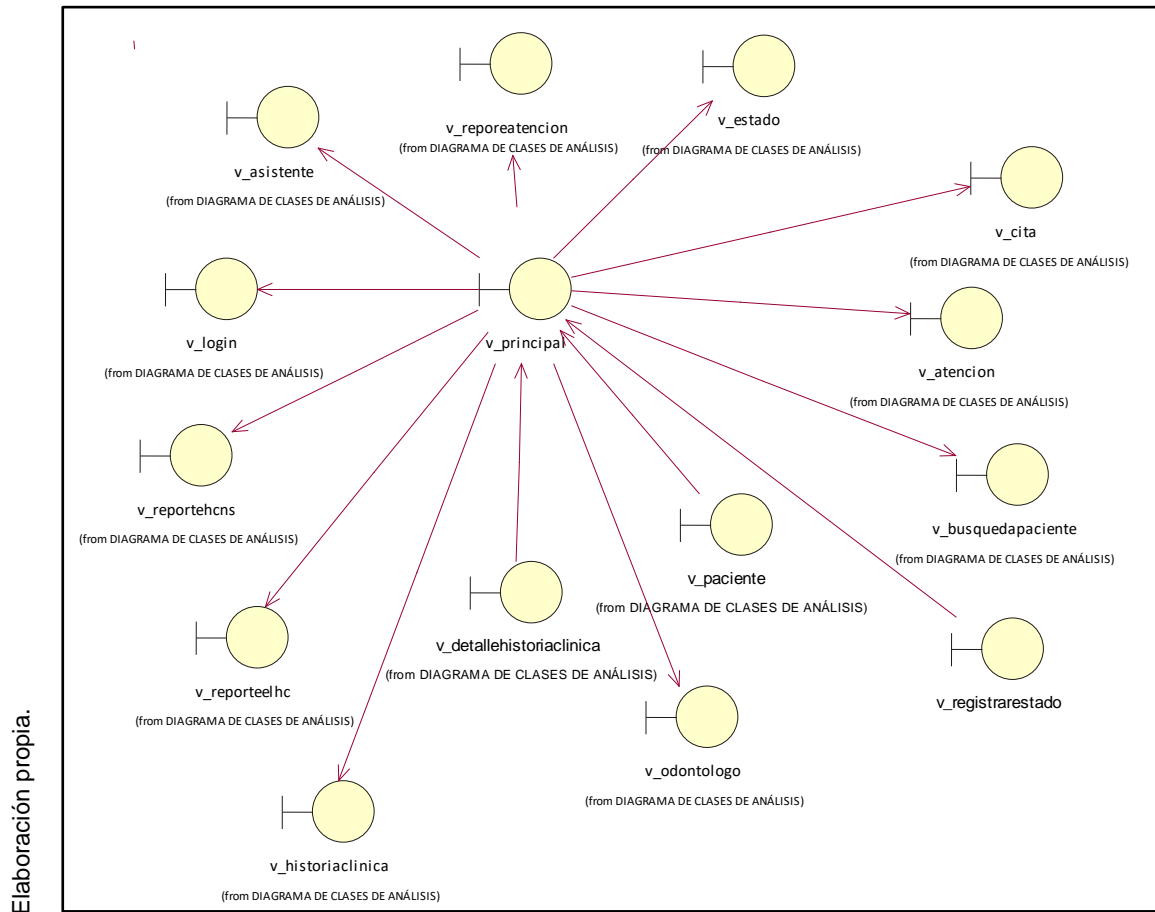 v_reporeatencion
(from DIAGRAMA DE CLASES DE ANÁLISIS)
v_estado
(from DIAGRAMA DE CLASES DE ANÁLISIS)
v_asistente
(from DIAGRAMA DE CLASES DE ANÁLISIS)
v_cita
(from DIAGRAMA DE CLASES DE ANÁLISIS)
v_login
(from DIAGRAMA DE CLASES DE ANÁLISIS)
v_principal
v_atencion
(from DIAGRAMA DE CLASES DE ANÁLISIS)
v_reportehcns
(from DIAGRAMA DE CLASES DE ANÁLISIS)
v_busquedapaciente
(from DIAGRAMA DE CLASES DE ANÁLISIS)
v_paciente
(from DIAGRAMA DE CLASES DE ANÁLISIS)
v_detallehistoriaclinica
(from DIAGRAMA DE CLASES DE ANÁLISIS)
v_reporteelhc
(from DIAGRAMA DE CLASES DE ANÁLISIS)
v_registrarestado
v_odontologo
(from DIAGRAMA DE CLASES DE ANÁLISIS)
v_historiaclinica
(from DIAGRAMA DE CLASES DE ANÁLISIS)
Elaboración propia.